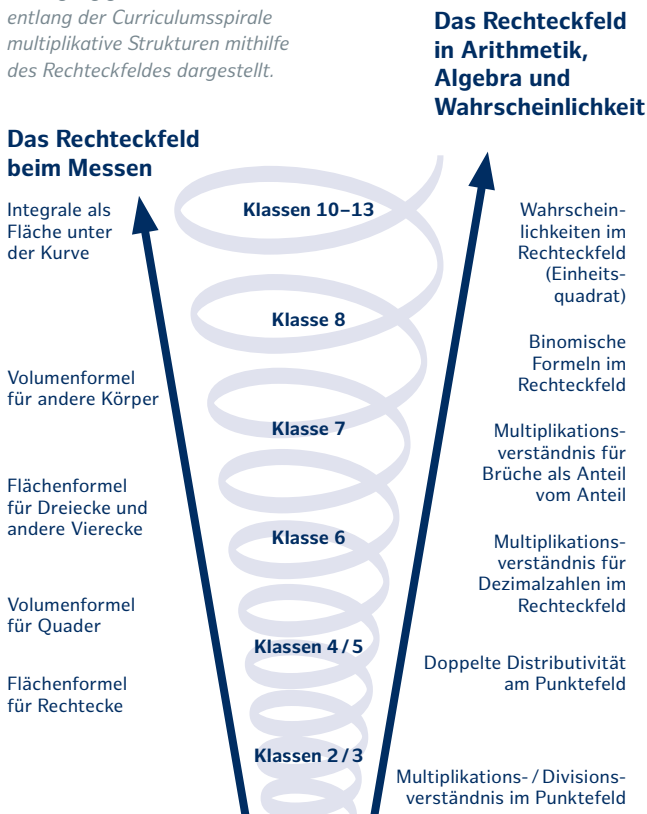 entlang der Curriculumsspirale
multiplikative Strukturen mithilfe
des Rechteckfeldes dargestellt.
Das Rechteckfeld
in Arithmetik,
Algebra und
Wahrscheinlichkeit
Das Rechteckfeld
beim Messen
Integrale als
Fläche unter
der Kurve
Volumenformel
für andere Körper
Flächenformel
für Dreiecke und
andere Vierecke
Volumenformel
für Quader
Flächenformel
für Rechtecke
Klassen 10–13
Klasse 8
Klasse 7
Klasse 6
Klassen 4 / 5
Klassen 2 / 3
Wahrschein-
lichkeiten im
Rechteckfeld
(Einheits-
quadrat)
Binomische
Formeln im
Rechteckfeld
Multiplikations-
verständnis für
Brüche als Anteil
vom Anteil
Multiplikations-
verständnis für
Dezimalzahlen im
Rechteckfeld
Doppelte Distributivität
am Punktefeld
Multiplikations- / Divisions-
verständnis im Punktefeld